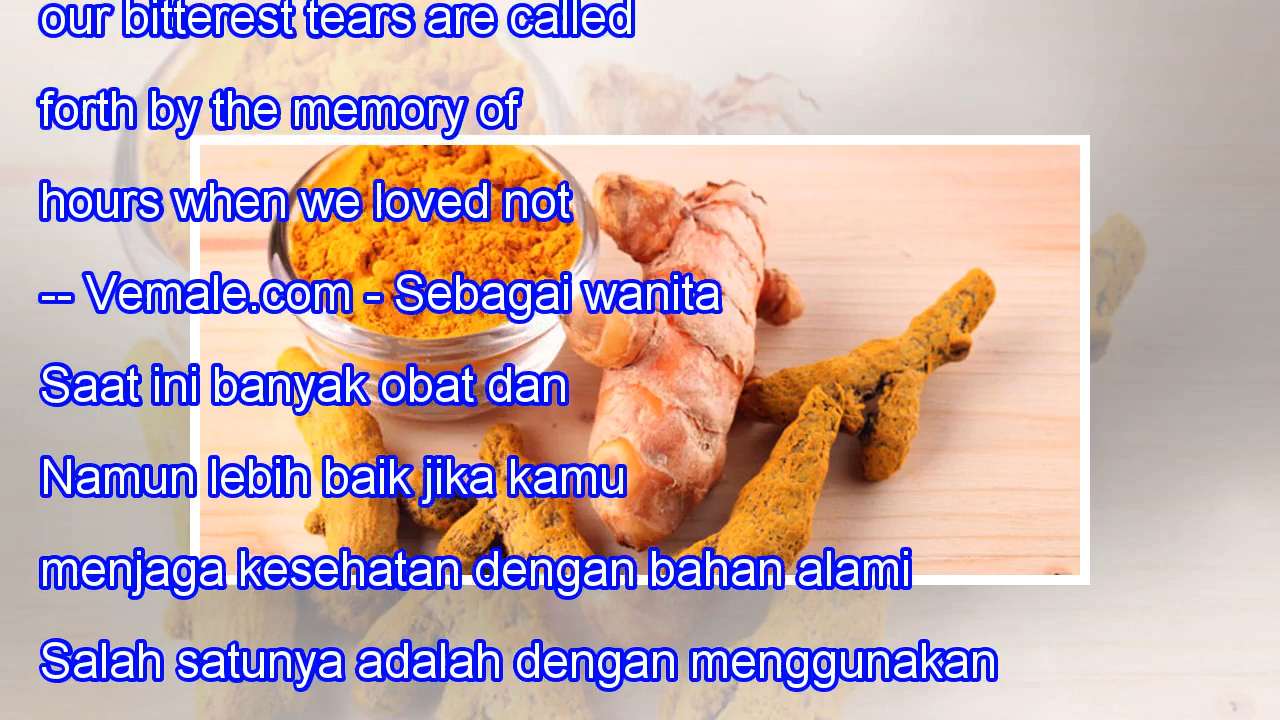 our bitterest tears are called
forth by the memory of
hours when we loved not
-- Vemale.com - Sebagai wanita
Saat ini banyak obat dan
Namun lebih baik jika kamu
menjaga kesehatan dengan bahan alami
Salah satunya adalah dengan menggunakan